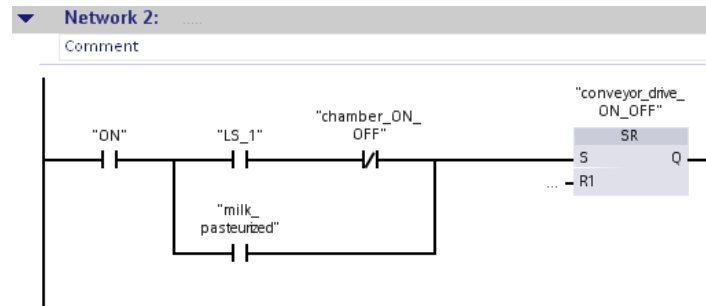 Network 2: .....
Comment
"conveyor_drive_
ON_OFF"
"chamber_ON_
OFF"
"ON"
"LS_1"
SR
S
Q
... R1
"milk_
pasteurized"